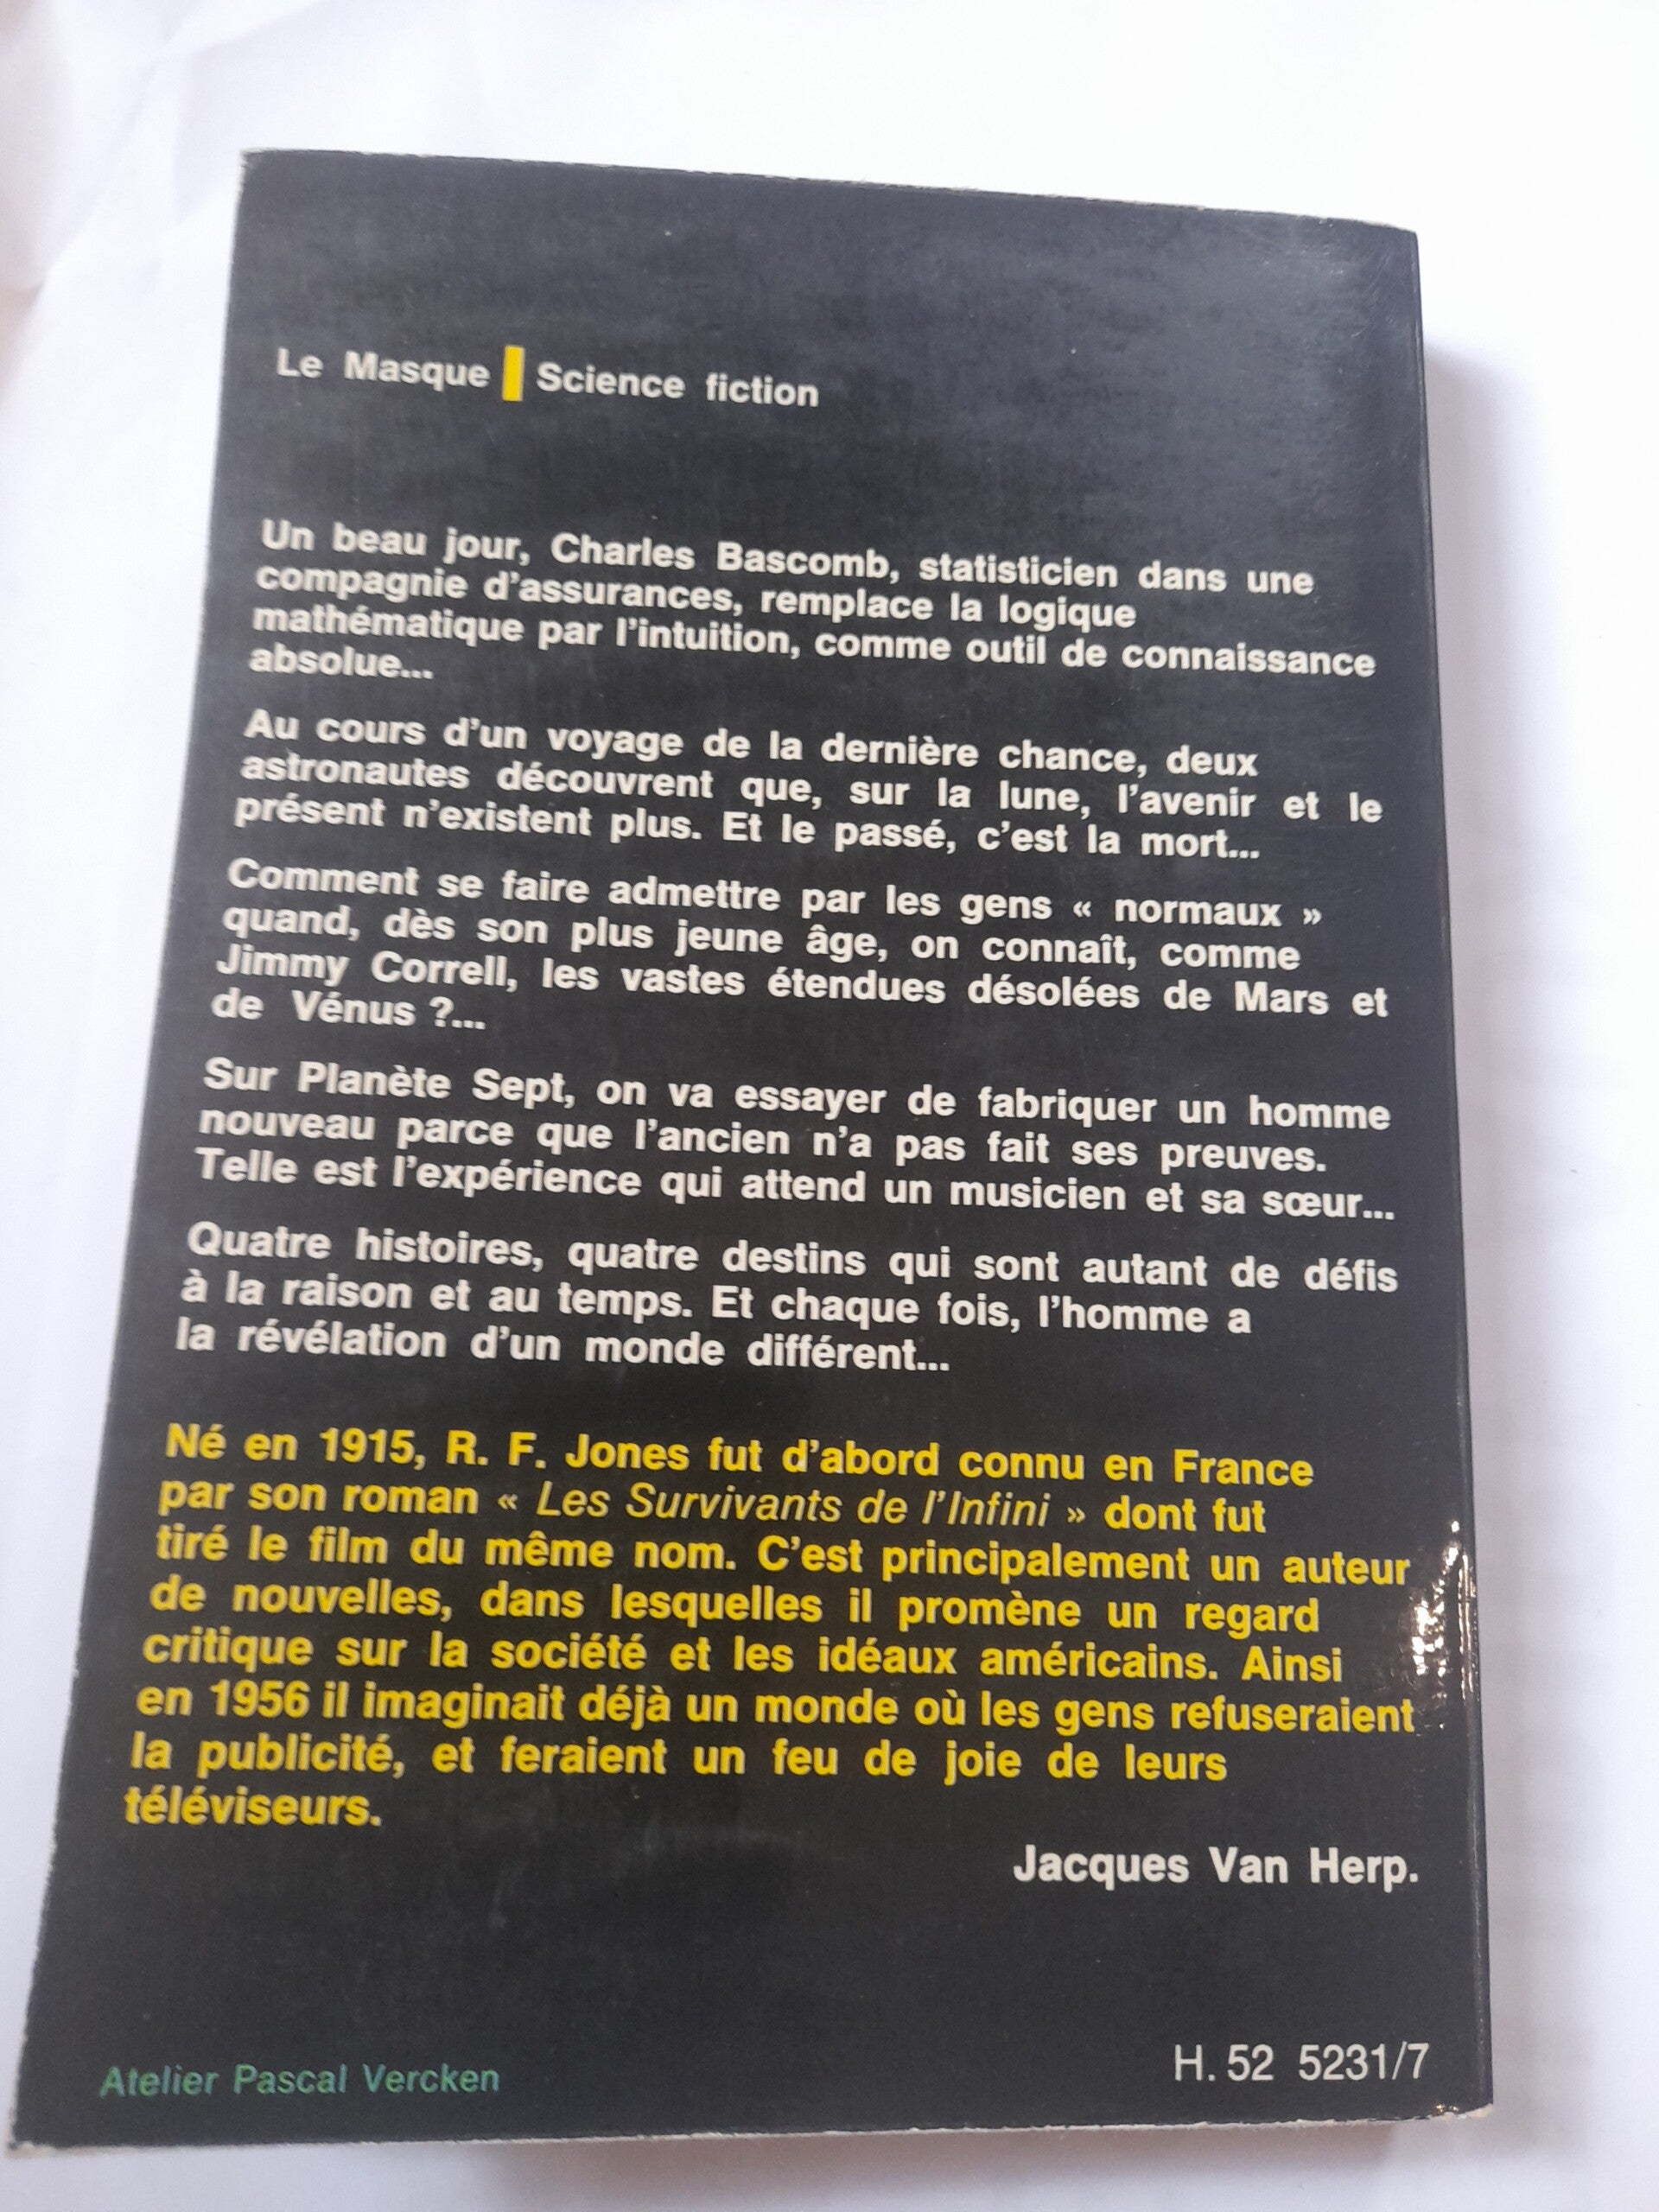 Le Masque Science fiction
Un beau jour, Charles Bascomb, statisticien dans une
compagnie d'assurances, remplace la logique
mathématique par l'intuition, comme outil de connaissance
absolue...
Au cours d'un voyage de la dernière chance, deux
astronautes découvrent que, sur la lune, l'avenir et le
présent n'existent plus. Et le passé, c'est la mort...
Comment se faire admettre par les gens « normaux »
quand, dès son plus jeune âge, on connaît, comme
Jimmy Correll, les vastes étendues désolées de Mars et
de Vénus ?...
Sur Planète Sept, on va essayer de fabriquer un homme
nouveau parce que l'ancien n'a pas fait ses preuves.
Telle est l'expérience qui attend un musicien et sa sœur...
Quatre histoires, quatre destins qui sont autant de défis
à la raison et au temps. Et chaque fois, l'homme a
la révélation d'un monde différent...
Né en 1915, R. F. Jones fut d'abord connu en France
par son roman « Les Survivants de l'Infini » dont fut
tiré le film du même nom. C'est principalement un auteur
de nouvelles, dans lesquelles il promène un regard
critique sur la société et les idéaux américains. Ainsi
en 1956 il imaginait déjà un monde où les gens refuseraient
la publicité, et feraient un feu de joie de leurs
téléviseurs.
Jacques Van Herp.
Atelier Pascal Vercken
H. 52 5231/7